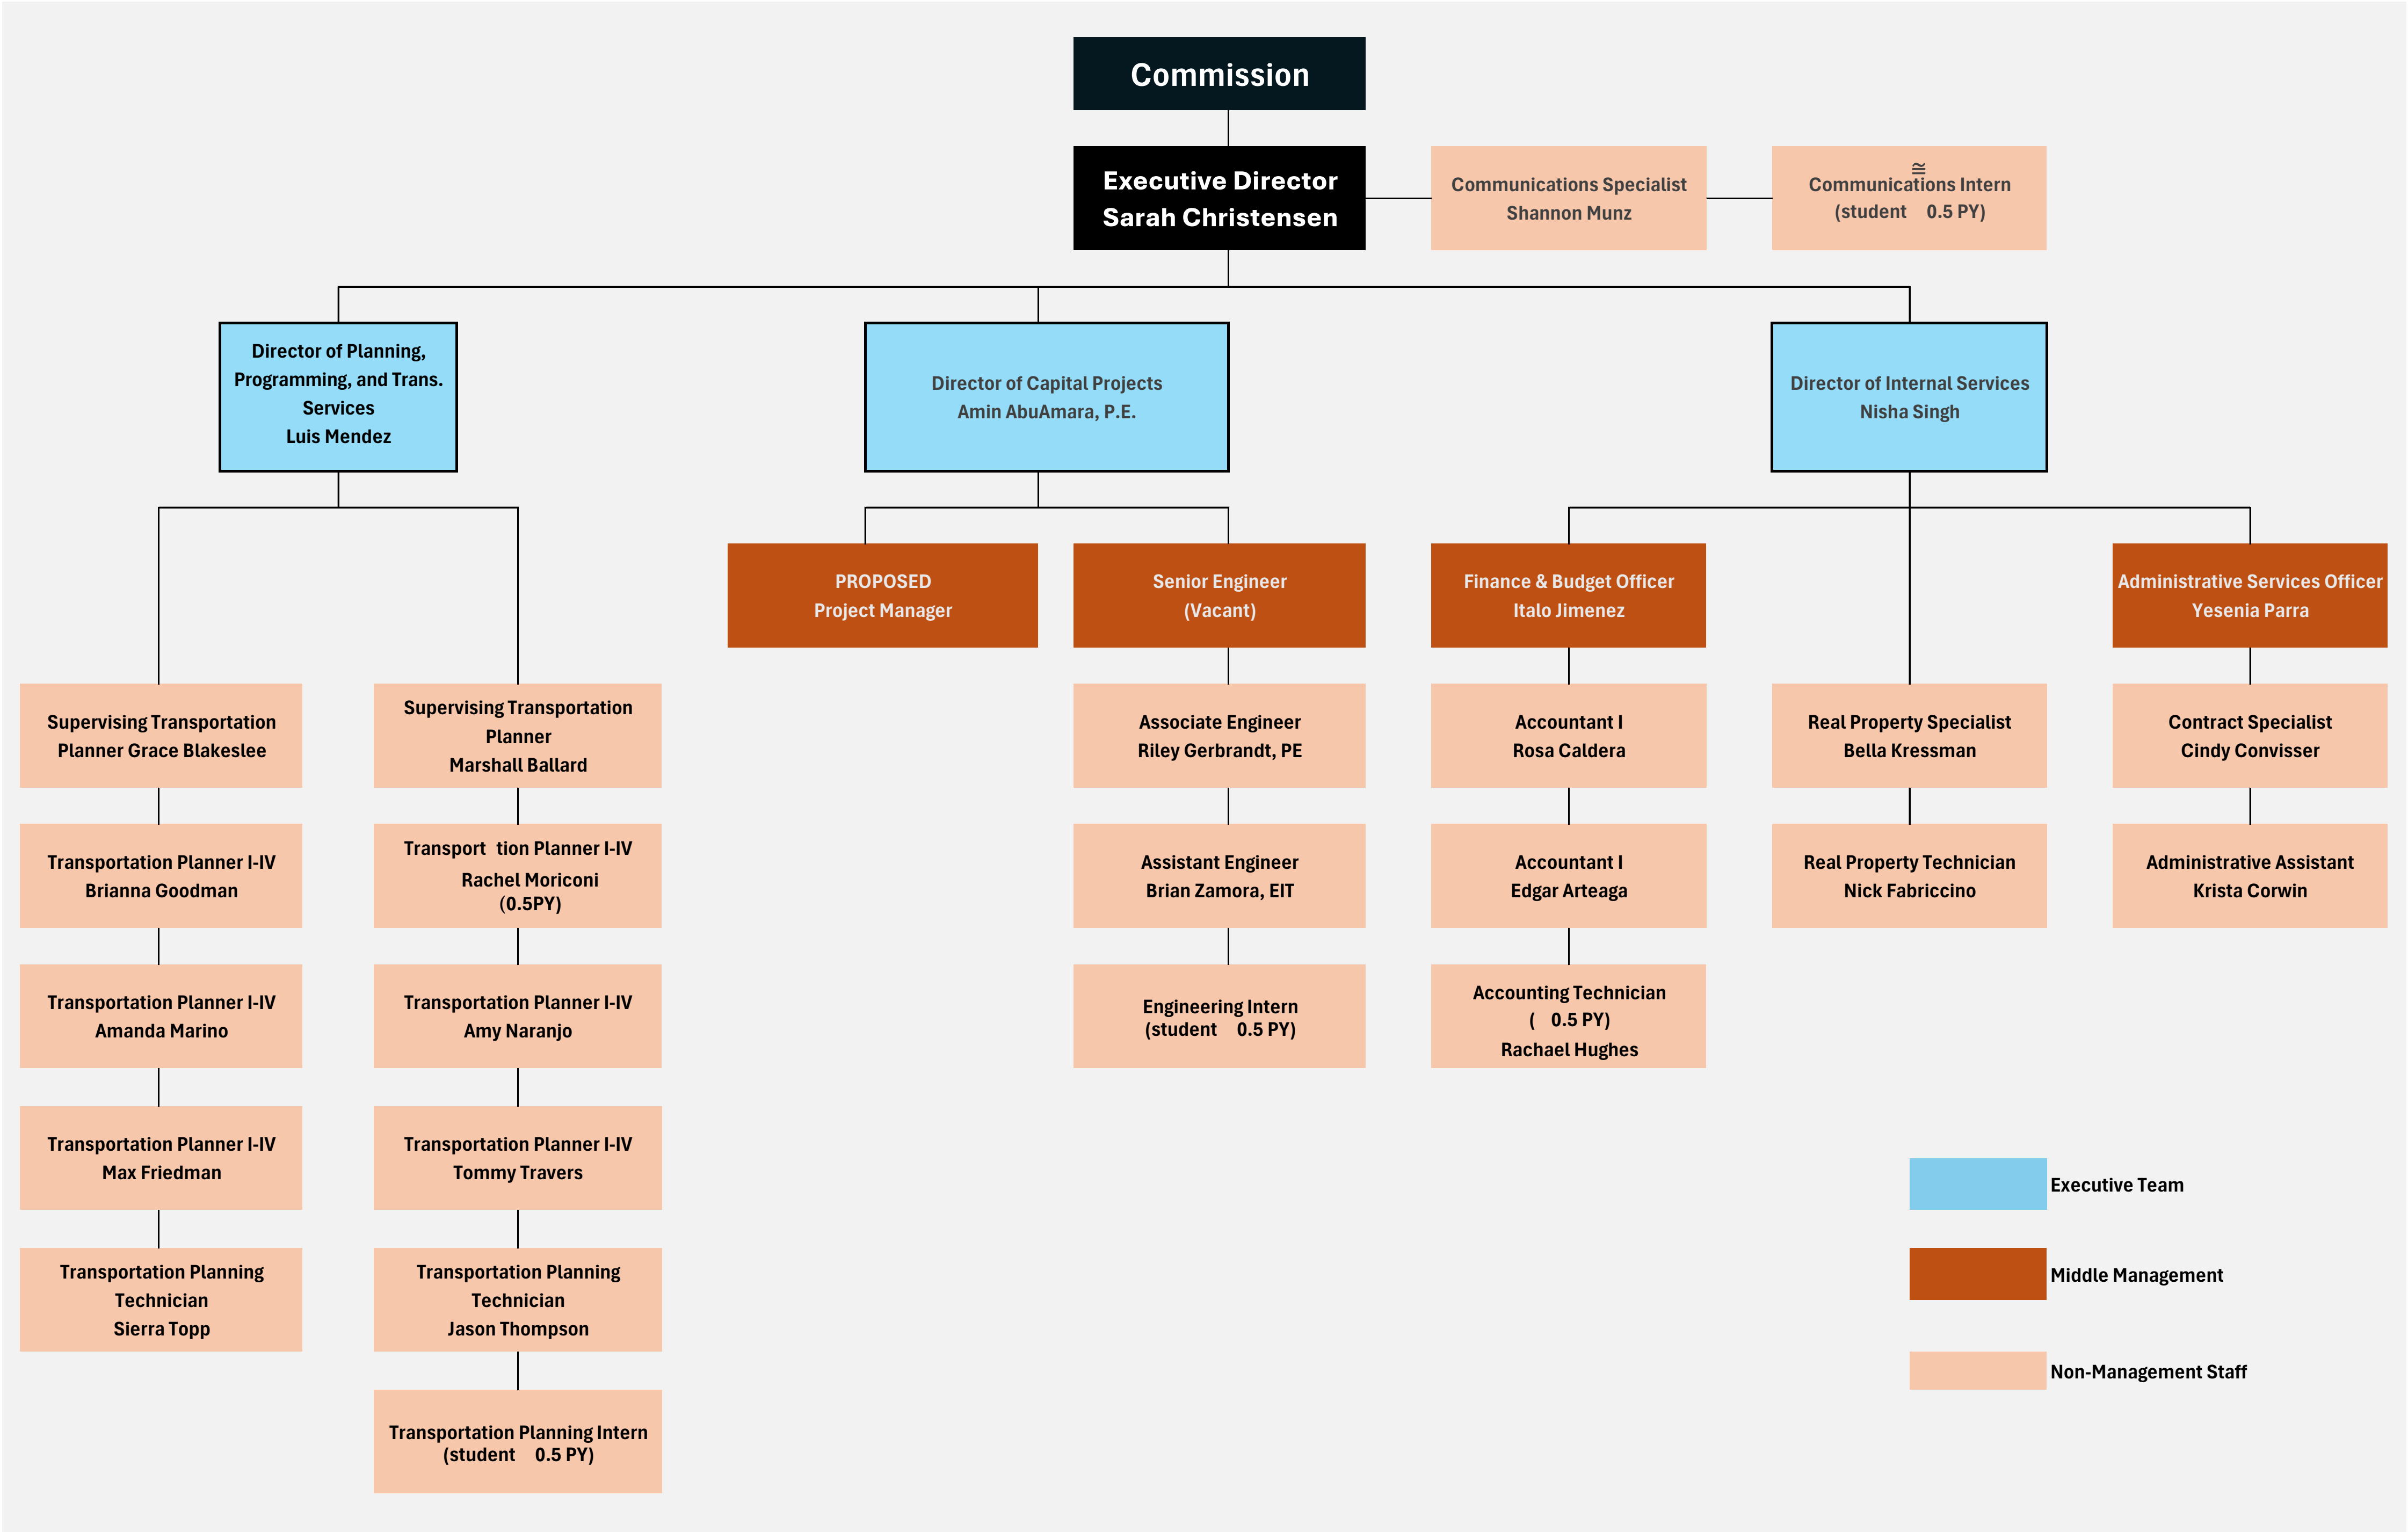 Commission
Executive Director
Sarah Christensen
Communications Specialist
Shannon Munz
≅
Communications Intern
(student 0.5 PY)
Director of Planning,
Programming, and Trans.
Services
Luis Mendez
Director of Capital Projects
Amin AbuAmara, P.E.
Director of Internal Services
Nisha Singh
PROPOSED
Project Manager
Senior Engineer
(Vacant)
Finance & Budget Officer
Italo Jimenez
Administrative Services Officer
Yesenia Parra
Supervising Transportation
Planner Grace Blakeslee
Supervising Transportation
Planner
Marshall Ballard
Associate Engineer
Riley Gerbrandt, PE
Accountant I
Rosa Caldera
Real Property Specialist
Bella Kressman
Contract Specialist
Cindy Convisser
Transportation Planner I-IV
Brianna Goodman
Transport tion Planner I-IV
Rachel Moriconi
(0.5PY)
Assistant Engineer
Brian Zamora, EIT
Accountant I
Edgar Arteaga
Real Property Technician
Nick Fabriccino
Administrative Assistant
Krista Corwin
Transportation Planner I-IV
Amanda Marino
Transportation Planner I-IV
Amy Naranjo
Engineering Intern
(student 0.5 PY)
Accounting Technician
( 0.5 PY)
Rachael Hughes
Transportation Planner I-IV
Max Friedman
Transportation Planner I-IV
Tommy Travers
Transportation Planning
Technician
Sierra Topp
Transportation Planning
Technician
Jason Thompson
Transportation Planning Intern
(student 0.5 PY)
Executive Team
Middle Management
Non-Management Staff